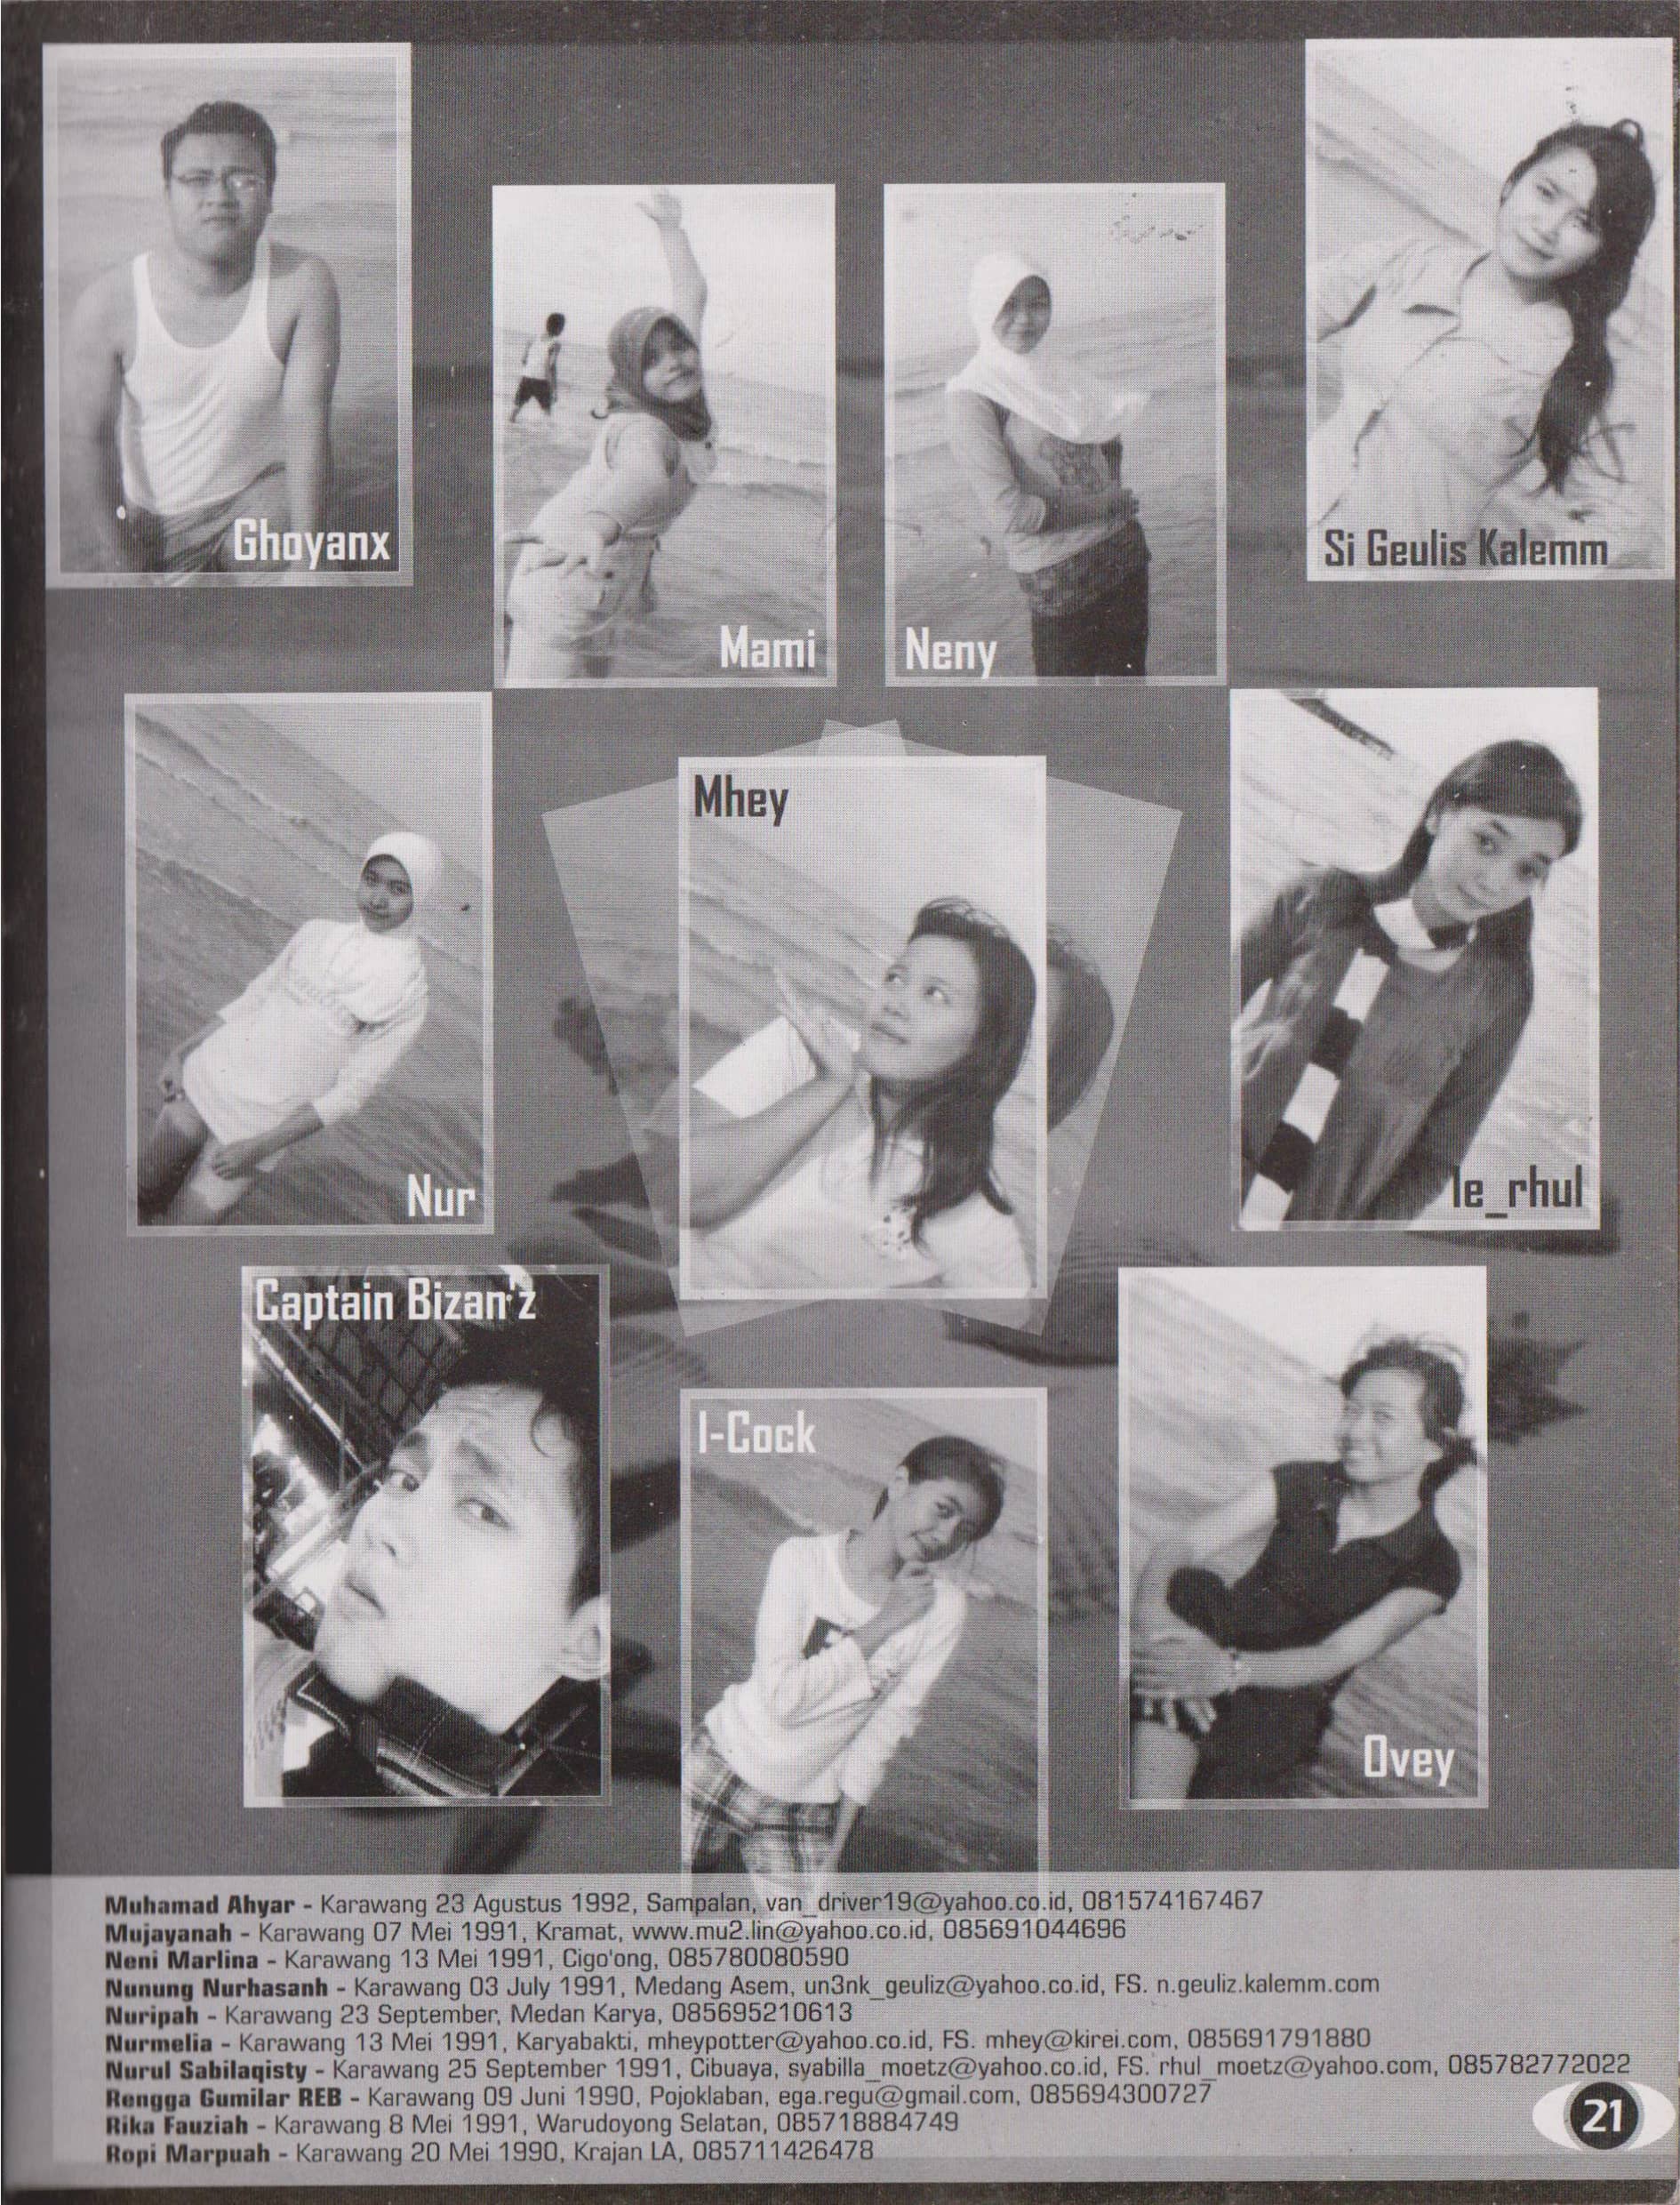 Ghoyanx
Mami
Neny
Si Geulis Kalemm
Nur
Mhey
Ie_rhul
Captain Bizan'z
I-Cock
Ovey
Muhamad Ahyar - Karawang 23 Agustus 1992, Sampalan, van_driver19@yahoo.co.id, 081574167467
Mujayanah - Karawang 07 Mei 1991, Kramat, www.mu2.lin@yahoo.co.id, 085691044696
Neni Marlina - Karawang 13 Mei 1991, Cigo'ong, 085780080590
Nunung Nurhasanh - Karawang 03 July 1991, Medang Asem, un3nk_geuliz@yahoo.co.id, FS. n.geuliz.kalemm.com
Nuripah - Karawang 23 September, Medan Karya, 085695210613
Nurmelia - Karawang 13 Mei 1991, Karyabakti, mheypotter@yahoo.co.id, FS. mhey@kirei.com, 085691791880
Nurul Sabilaqisty - Karawang 25 September 1991, Cibuaya, syabilla_moetz@yahoo.co.id, FS. rhul_moetz@yahoo.com, 085782772022
Rengga Gumilar REB - Karawang 09 Juni 1990, Pojoklaban, ega.regu@gmail.com, 085694300727
Rika Fauziah - Karawang 8 Mei 1991, Warudoyong Selatan, 085718884749
Ropi Marpuah - Karawang 20 Mei 1990, Krajan LA, 085711426478
21